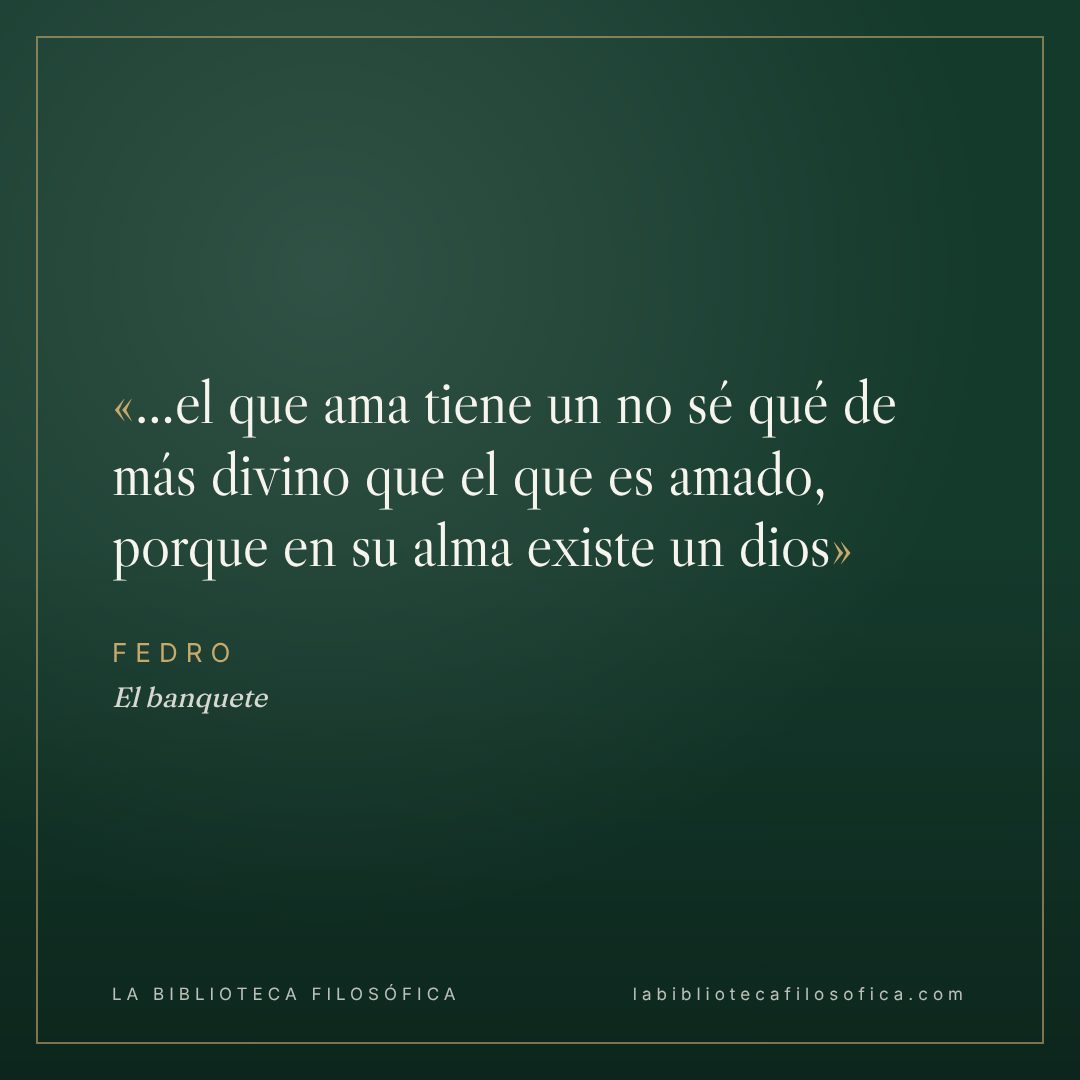 «...el que ama tiene un no sé qué de
más divino que el que es amado,
porque en su alma existe un dios»
FEDRO
El banquete
LA BIBLIOTECA FILOSÓFICA
labibliotecafilosofica.com